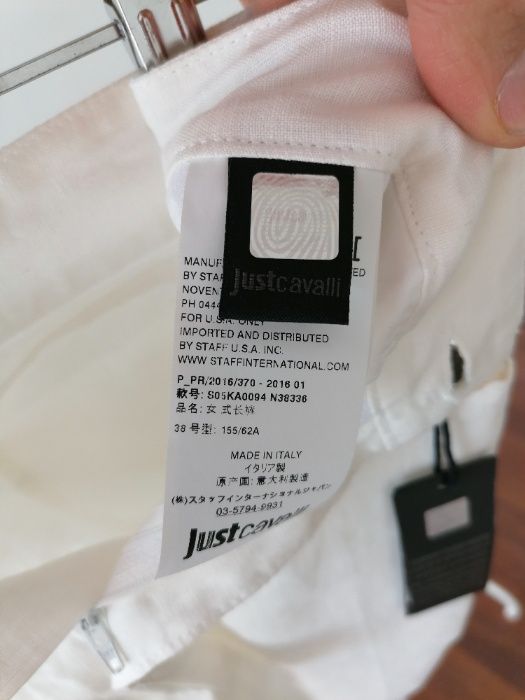 MANUF
BY STAF
NOVEN
PH 0444
FOR U.S.A. ONLY
IMPORTED AND DISTRIBUTED
BY STAFF U.S.A. INC.
WWW.STAFFINTERNATIONAL.COM
justcavalli
P_PR/2016/370 - 2016 01
款号: S05KA0094 N38336
品名: 女式长裤
38 号型: 155/62A
MADE IN ITALY
イタリア製
原产国: 意大利製造
(株)スタッフインターナショナルジャパン
03-5794-9931
Justcavalli